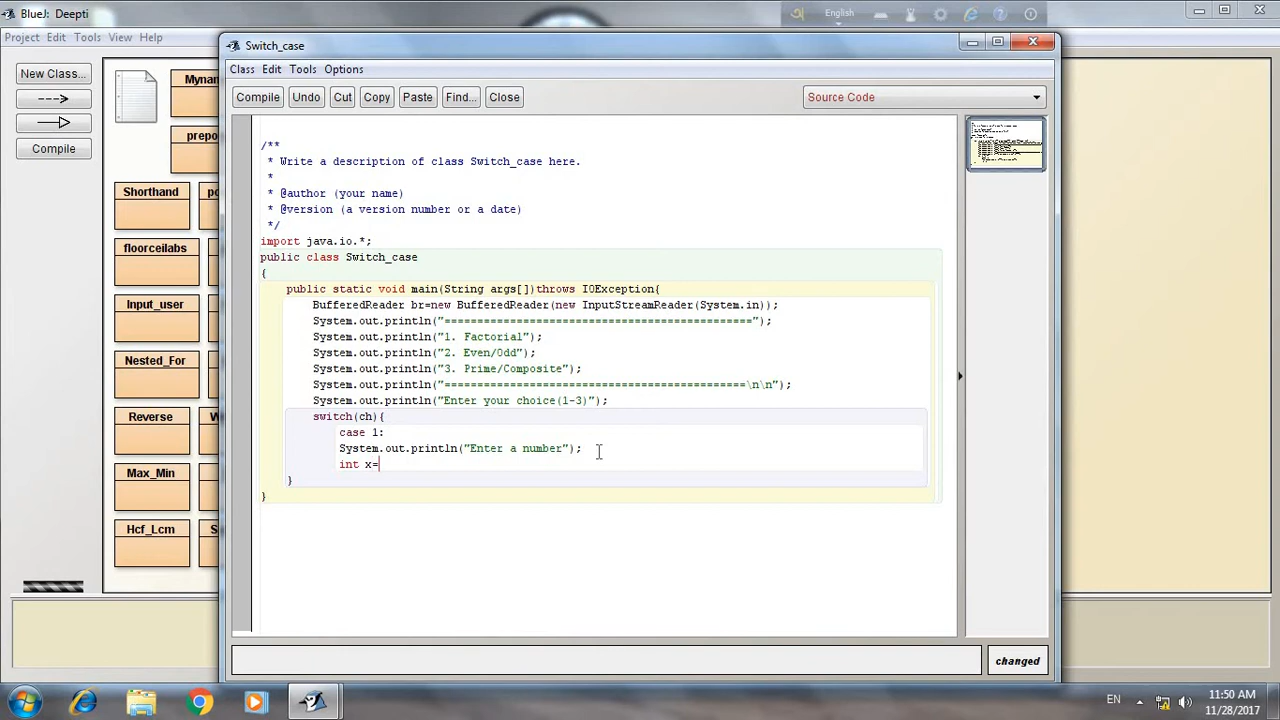 BlueJ: Deepti
English
Project Edit Tools View Help
New Class...
Compile
Shorthand
floorceilabs
Input_user
Nested_For
Reverse
Max_Min
Hcf_Lcm
Switch_case
Class Edit Tools Options
Compile Undo Cut Copy Paste Find... Close Source Code
/**
* Write a description of class Switch_case here.
*
* @author (your name)
* @version (a version number or a date)
*/
import java.io.*;
public class Switch_case
{
public static void main(String args[])throws IOException{
BufferedReader br=new BufferedReader(new InputStreamReader(System.in));
System.out.println("===============================================");
System.out.println("1. Factorial");
System.out.println("2. Even/Odd");
System.out.println("3. Prime/Composite");
System.out.println("==============================================\n\n");
System.out.println("Enter your choice(1-3)");
switch(ch){
case 1:
System.out.println("Enter a number");
int x=
}
}
changed
EN
11:50 AM
11/28/2017